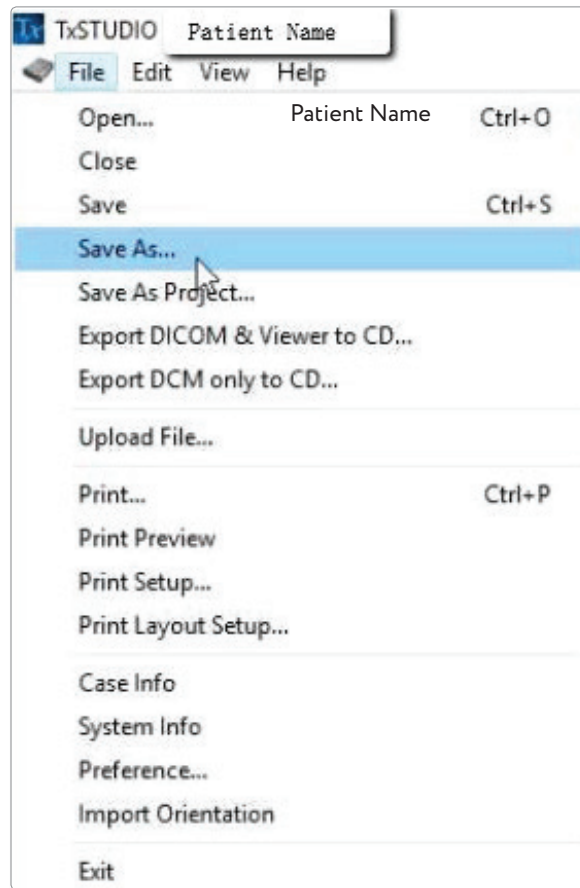 TxSTUDIO Patient Name
File Edit View Help
Open... Patient Name Ctrl+O
Close
Save Ctrl+S
Save As...
Save As Project...
Export DICOM & Viewer to CD...
Export DCM only to CD...
Upload File...
Print... Ctrl+P
Print Preview
Print Setup...
Print Layout Setup...
Case Info
System Info
Preference...
Import Orientation
Exit